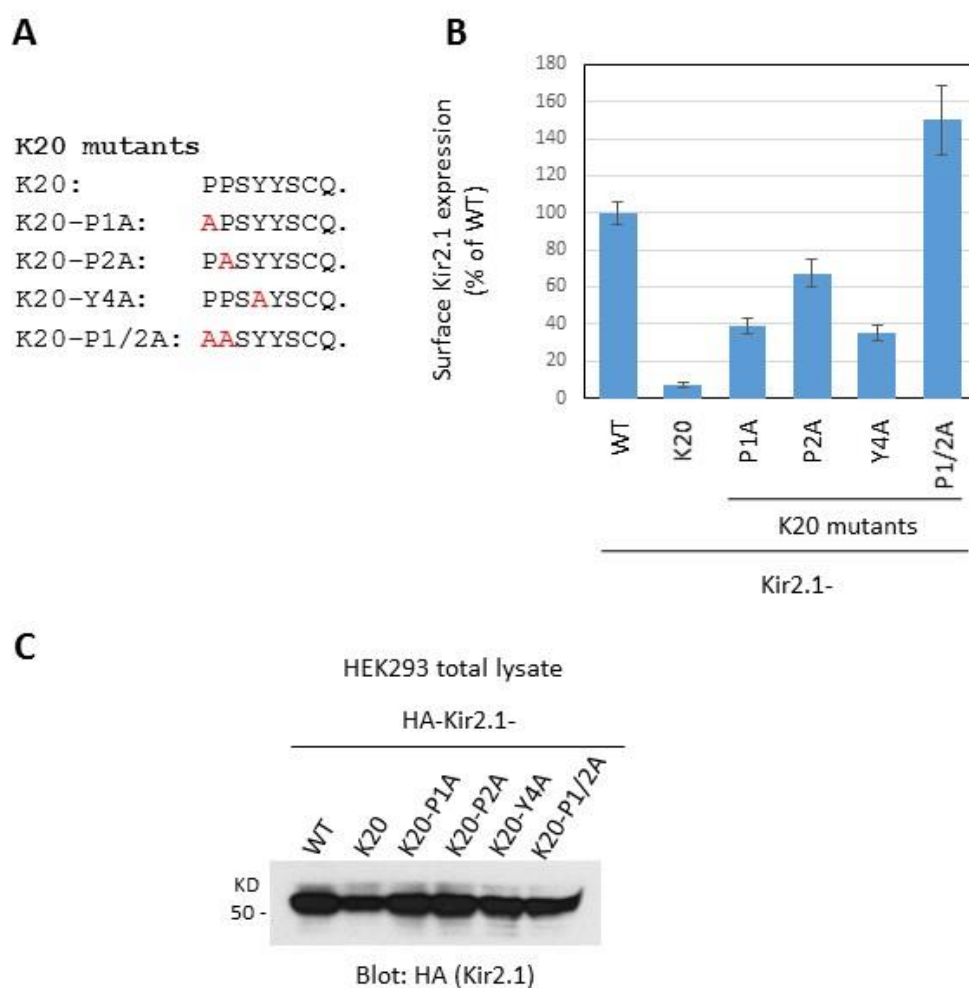 A
K20 mutants
K20: PPSYYSCQ.
K20-P1A: APSYYSCQ.
K20-P2A: PASYYSCQ.
K20-Y4A: PPSAYSCQ.
K20-P1/2A: AASYYSCQ.
B
Surface Kir2.1 expression
(% of WT)
180
160
140
120
100
80
60
40
20
0
WT
K20
P1A
P2A
Y4A
P1/2A
K20 mutants
Kir2.1-
C
HEK293 total lysate
HA-Kir2.1-
WT
K20
K20-P1A
K20-P2A
K20-Y4A
K20-P1/2A
KD
50 -
Blot: HA (Kir2.1)